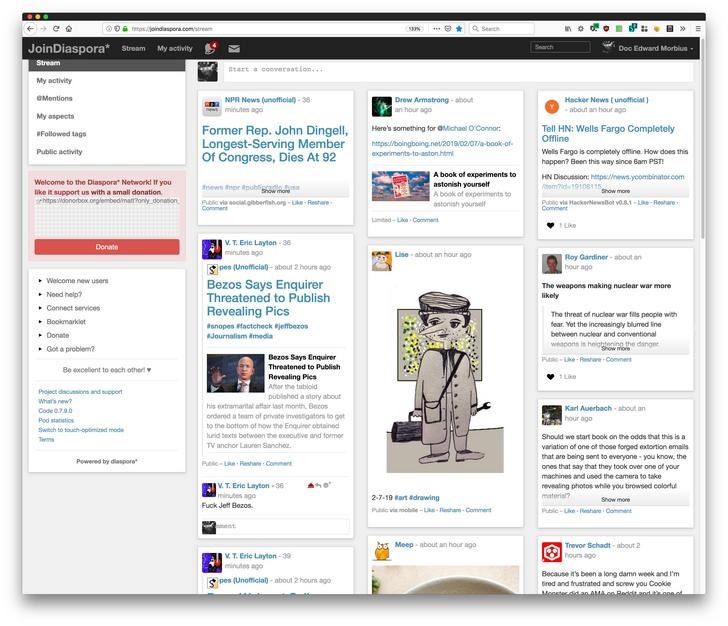 https://joindiaspora.com/stream
133%
Search
JoinDiaspora*
Stream
My activity
4
Search
Doc Edward Morbius
Stream
My activity
@Mentions
My aspects
#Followed tags
Public activity
Welcome to the Diaspora* Network! If you
like it support us with a small donation.
https://donorbox.org/embed/matt?only_donation_
Donate
Welcome new users
Need help?
Connect services
Bookmarklet
Donate
Got a problem?
Be excellent to each other! ♥
Project discussions and support
What's new?
Code 0.7.9.0
Pod statistics
Switch to touch-optimized mode
Terms
Powered by diaspora*
Start a conversation...
NPR News (unofficial) - 36
minutes ago
Former Rep. John Dingell,
Longest-Serving Member
Of Congress, Dies At 92
#news #npr #publicradio #usa
Show more
Public via social.gibberfish.org – Like · Reshare ·
Comment
V. T. Eric Layton - 36
minutes ago
pes (Unofficial) - about 2 hours ago
Bezos Says Enquirer
Threatened to Publish
Revealing Pics
#snopes #factcheck #jeffbezos
#Journalism #media
Bezos Says Enquirer
Threatened to Publish
Revealing Pics
After the tabloid
published a story about
his extramarital affair last month, Bezos
ordered a team of private investigators to get
to the bottom of how the Enquirer obtained
lurid texts between the executive and former
TV anchor Lauren Sanchez.
Public – Like · Reshare · Comment
V. T. Eric Layton - 36
minutes ago
Fuck Jeff Bezos.
mment
V. T. Eric Layton - 39
minutes ago
pes (Unofficial) - about 2 hours ago
Drew Armstrong - about
an hour ago
Here's something for @Michael O'Connor:
https://boingboing.net/2019/02/07/a-book-of-
experiments-to-aston.html
A book of experiments to
astonish yourself
A book of experiments to
astonish yourself
Limited – Like · Comment
Lise - about an hour ago
2-7-19 #art #drawing
Public via mobile – Like · Reshare · Comment
Meep - about an hour ago
Hacker News ( unofficial )
- about an hour ago
Tell HN: Wells Fargo Completely
Offline
Wells Fargo is completely offline. How does this
happen? Been this way since 6am PST!
HN Discussion: https://news.ycombinator.com
/item?id=19106115
Show more
Public via HackerNewsBot v0.8.1 – Like · Reshare ·
Comment
1 Like
Roy Gardiner - about an
hour ago
The weapons making nuclear war more
likely
The threat of nuclear war fills people with
fear. Yet the increasingly blurred line
between nuclear and conventional
weapons is heightening the danger.
Show more
Public – Like · Reshare · Comment
1 Like
Karl Auerbach - about an
hour ago
Should we start book on the odds that this is a
variation of one of those forged extortion emails
that are being sent to everyone - you know, the
ones that say that they took over one of your
machines and used the camera to take
revealing photos while you browsed colorful
material?
Show more
Public – Like · Reshare · Comment
Trevor Schadt - about 2
hours ago
Because it's been a long damn week and I'm
tired and frustrated and screw you Cookie
Monster did an AMA on Reddit and it's one of